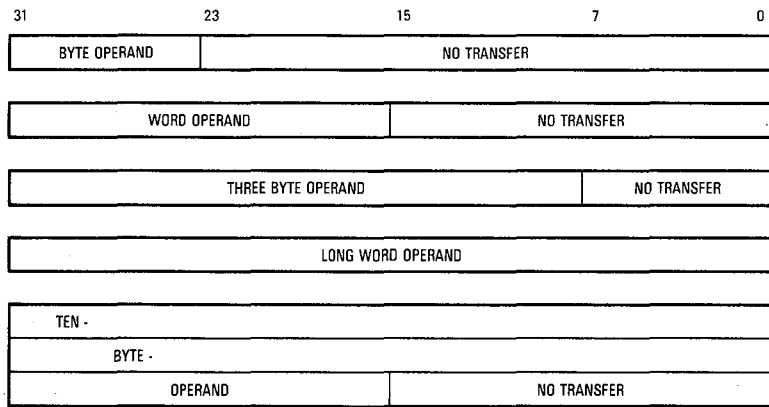 31 23 15 7 0
BYTE OPERAND NO TRANSFER
WORD OPERAND NO TRANSFER
THREE BYTE OPERAND NO TRANSFER
LONG WORD OPERAND
TEN -
BYTE -
OPERAND NO TRANSFER